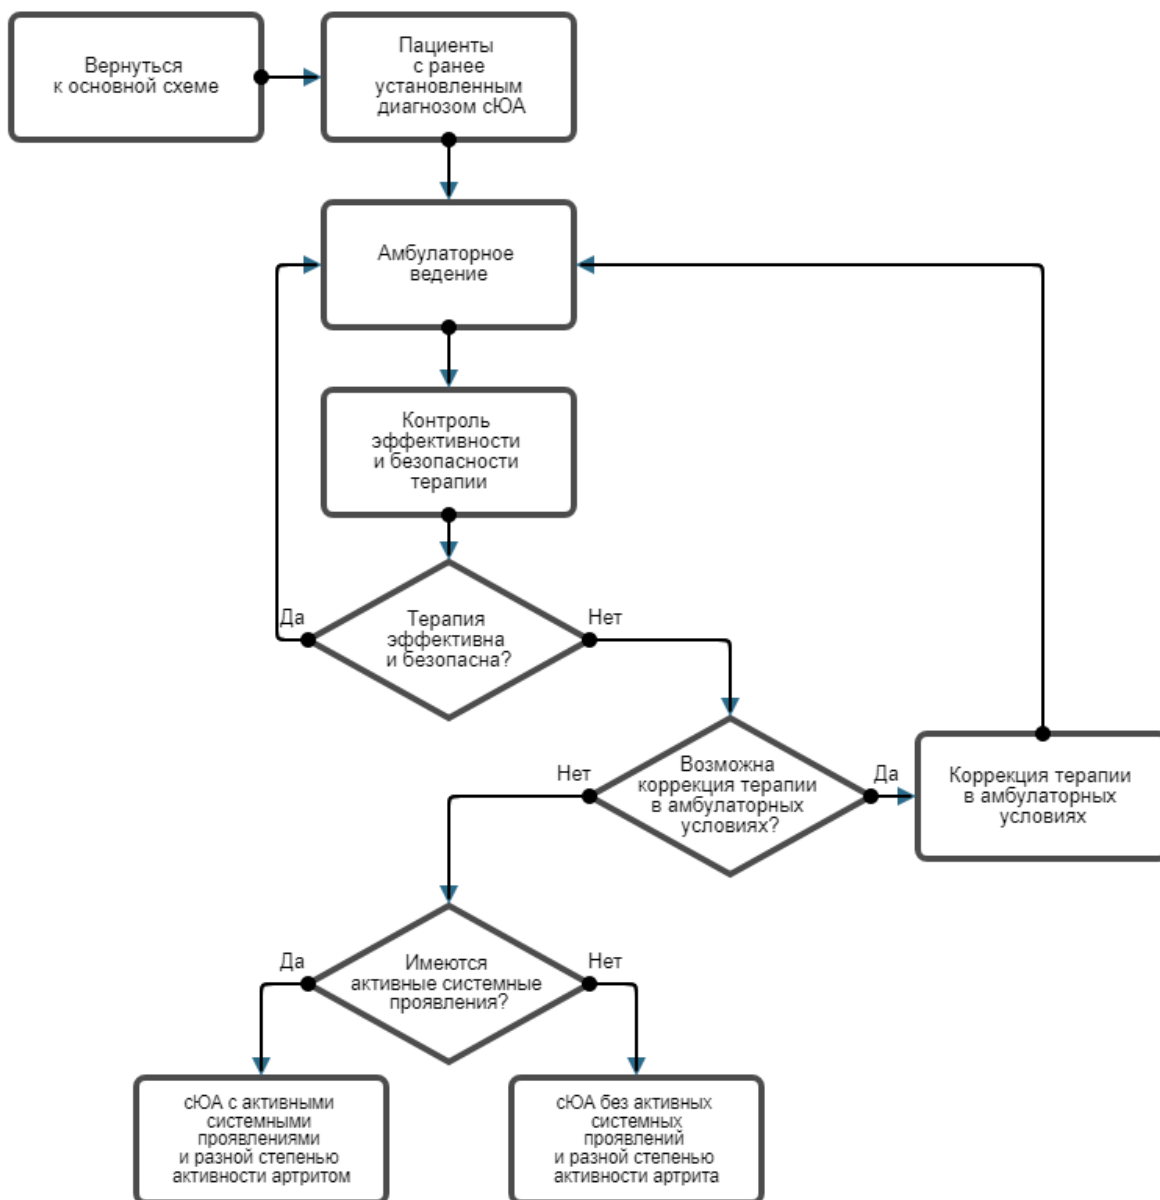 Вернуться
к основной схеме
Пациенты
с ранее
установленным
диагнозом сЮА
Амбулаторное
ведение
Контроль
эффективности
и безопасности
терапии
Да
Терапия
эффективна
и безопасна?
Нет
Нет
Возможна
коррекция терапии
в амбулаторных
условиях?
Да
Коррекция терапии
в амбулаторных
условиях
Да
Имеются
активные системные
проявления?
Нет
сЮА с активными
системными
проявлениями
и разной степенью
активности артритом
сЮА без активных
системных
проявлений
и разной степенью
активности артрита